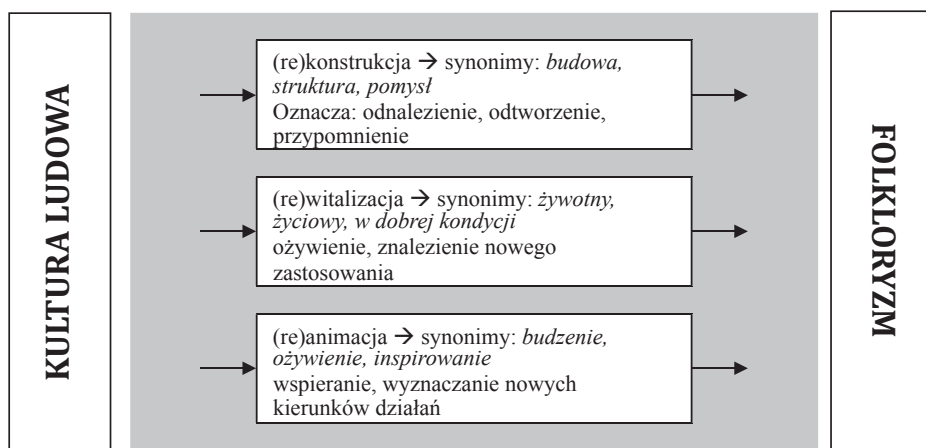 KULTURA LUDOWA
(re)konstrukcja → synonimy: budowa,
struktura, pomysł
Oznacza: odnalezienie, odtworzenie,
przypomnienie
(re)witalizacja → synonimy: żywotny,
życiowy, w dobrej kondycji
ożywienie, znalezienie nowego
zastosowania
(re)animacja → synonimy: budzenie,
ożywienie, inspirowanie
wspieranie, wyznaczanie nowych
kierunków działań
FOLKLORYZM